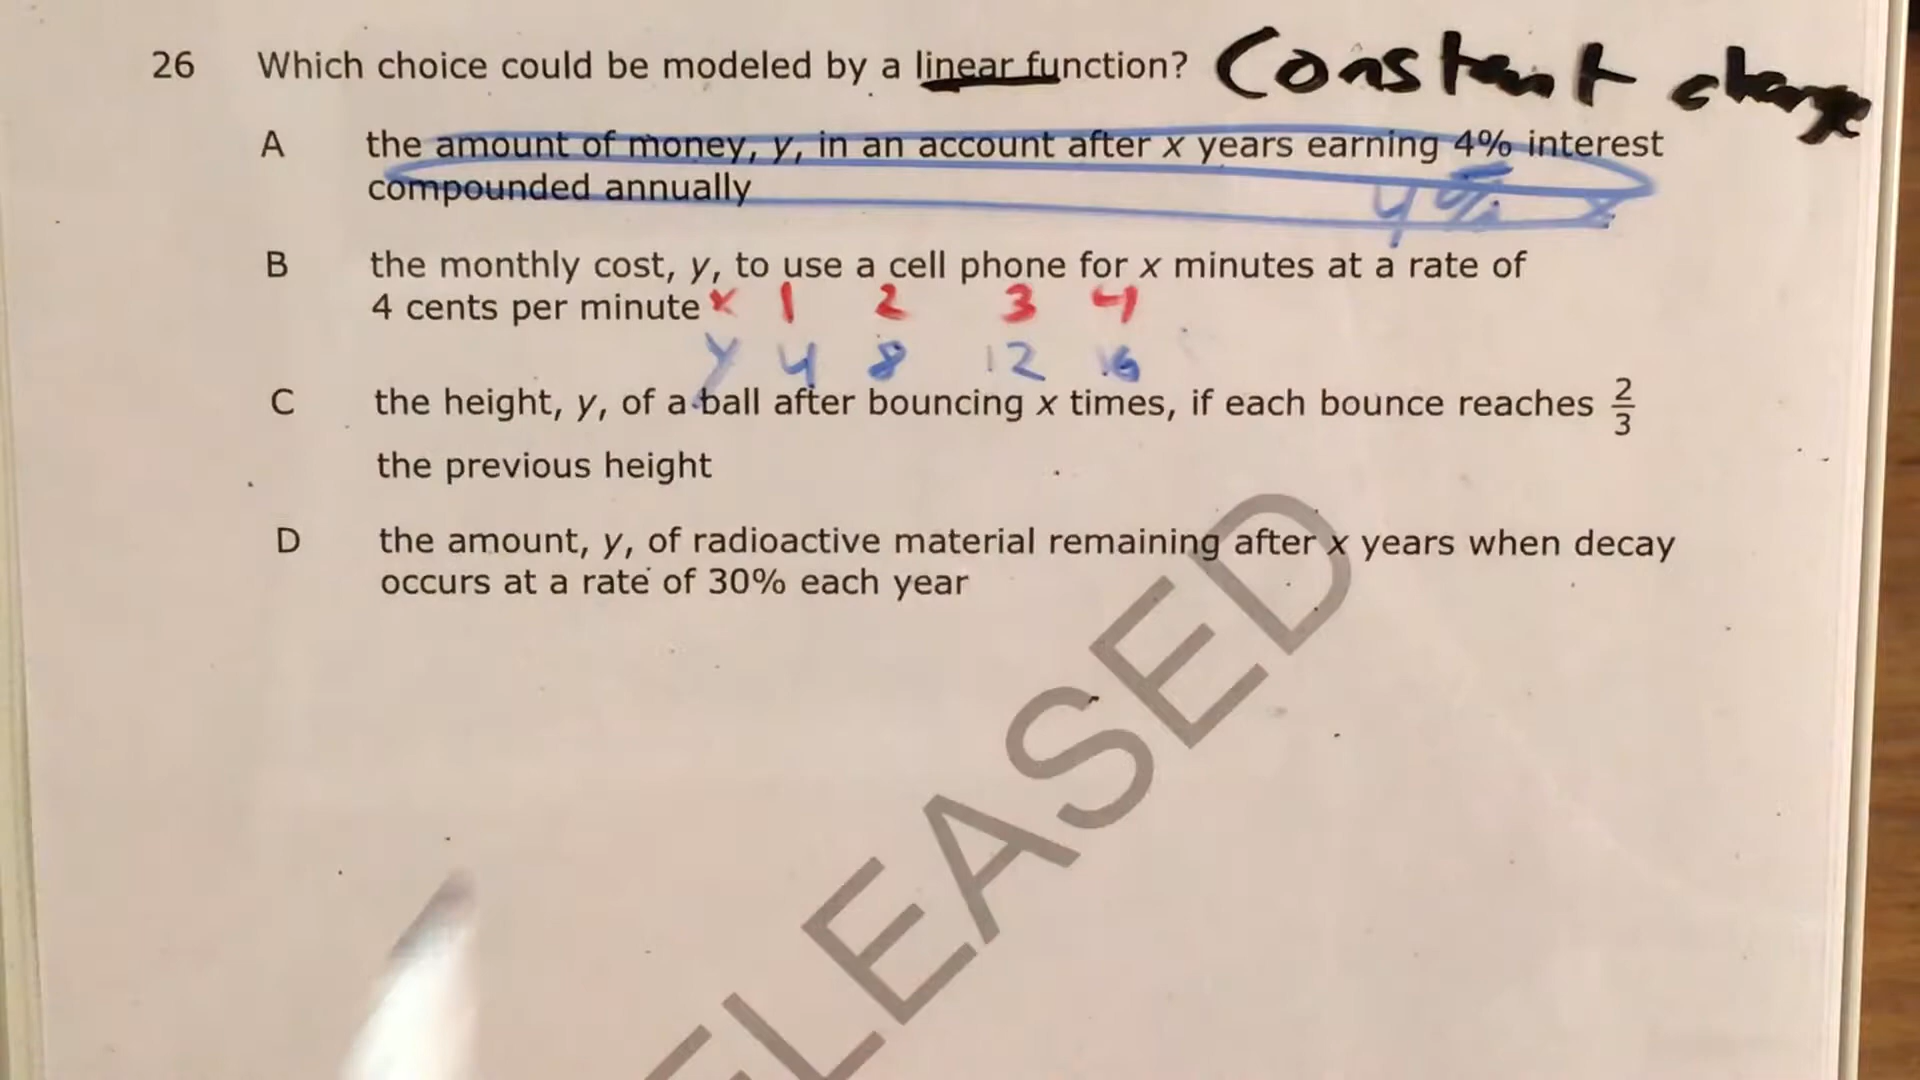 26 Which choice could be modeled by a linear function? Constant change
A the amount of money, y, in an account after x years earning 4% interest
compounded annually 4%
B the monthly cost, y, to use a cell phone for x minutes at a rate of
4 cents per minute x 1 2 3 4
y 4 8 12 16
C the height, y, of a ball after bouncing x times, if each bounce reaches 2/3
the previous height
D the amount, y, of radioactive material remaining after x years when decay
occurs at a rate of 30% each year
ELEASED